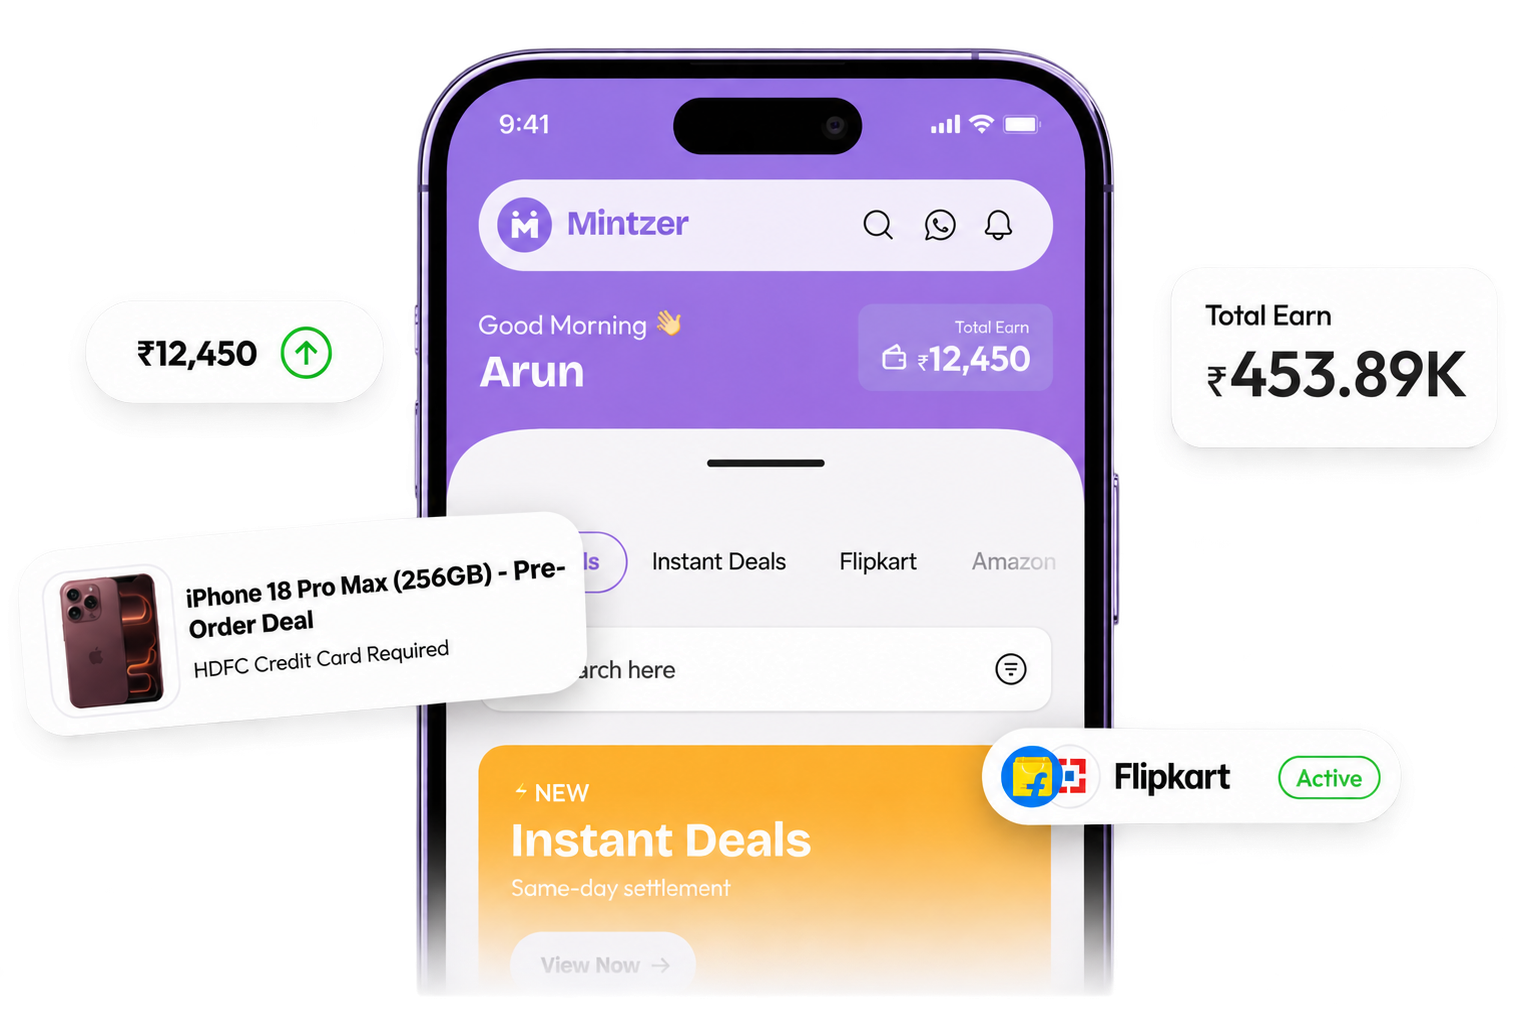 9:41
Mintzer
Good Morning 👋
Arun
Total Earn
₹12,450
₹12,450
Total Earn
₹453.89K
iPhone 18 Pro Max (256GB) - Pre-
Order Deal
HDFC Credit Card Required
Instant Deals
Flipkart
Amazon
here
NEW
Instant Deals
Same-day settlement
View Now →
Flipkart
Active